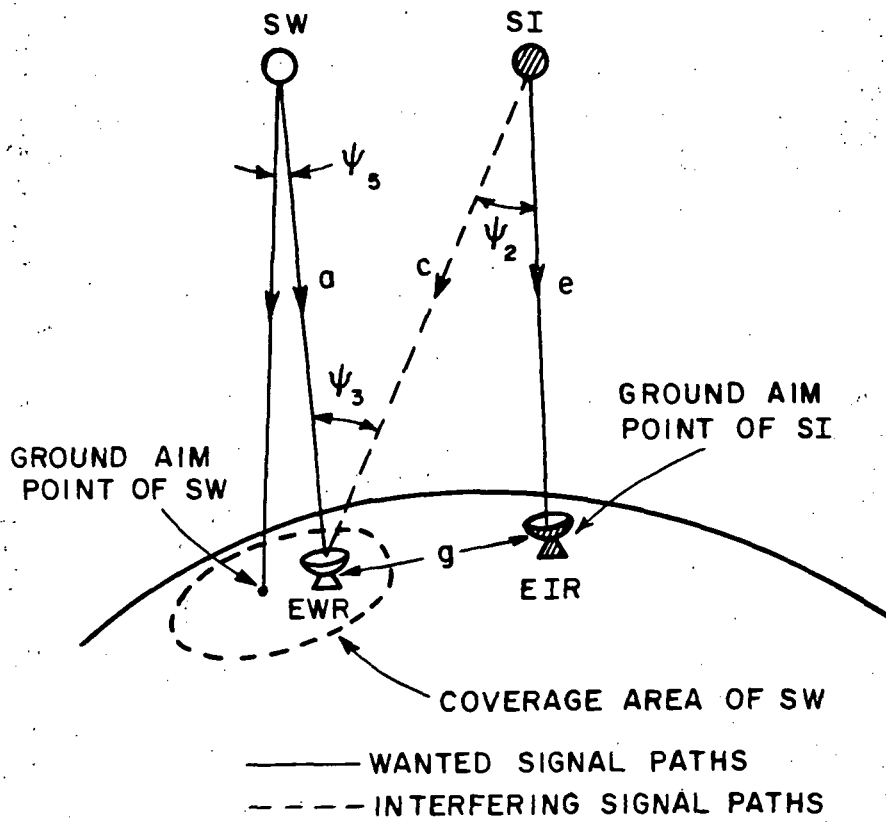 SW
SI
ψ5
a
c
ψ2
e
ψ3
GROUND AIM
POINT OF SI
GROUND AIM
POINT OF SW
g
EWR
EIR
COVERAGE AREA OF SW
WANTED SIGNAL PATHS
INTERFERING SIGNAL PATHS